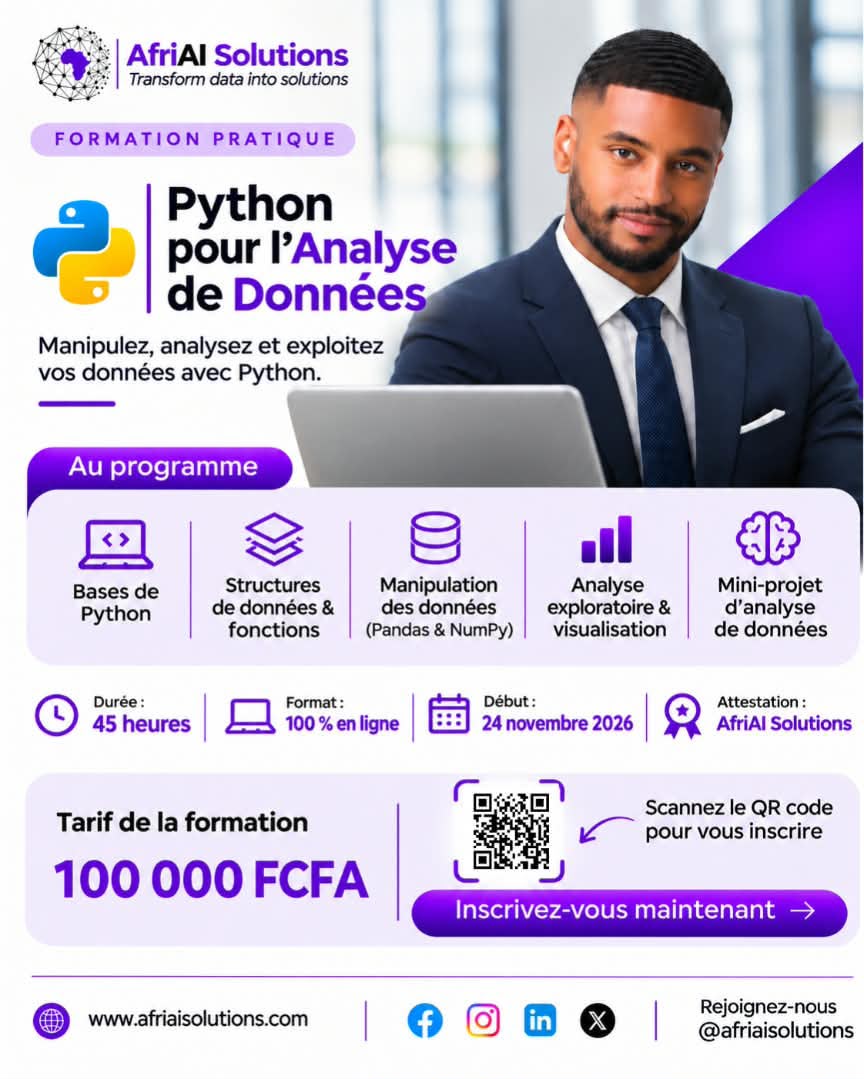 AfriAI Solutions
Transform data into solutions
FORMATION PRATIQUE
Python
pour l’Analyse
de Données
Manipulez, analysez et exploitez
vos données avec Python.
Au programme
Bases de
Python
Structures
de données &
fonctions
Manipulation
des données
(Pandas & NumPy)
Analyse
exploratoire &
visualisation
Mini-projet
d’analyse
de données
Durée :
45 heures
Format :
100 % en ligne
Début :
24 novembre 2026
Attestation :
AfriAI Solutions
Tarif de la formation
100 000 FCFA
Scannez le QR code
pour vous inscrire
Inscrivez-vous maintenant →
www.afriaisolutions.com
Rejoignez-nous
@afriaisolutions